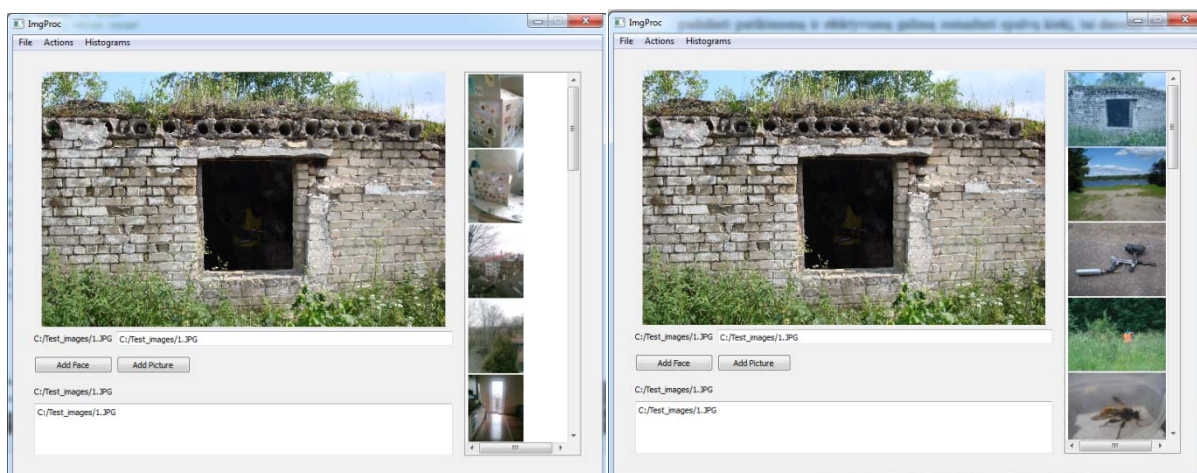 ImgProc
File Actions Histograms
C:/Test_images/1.JPG C:/Test_images/1.JPG
Add Face Add Picture
C:/Test_images/1.JPG
C:/Test_images/1.JPG
ImgProc
File Actions Histograms
C:/Test_images/1.JPG C:/Test_images/1.JPG
Add Face Add Picture
C:/Test_images/1.JPG
C:/Test_images/1.JPG